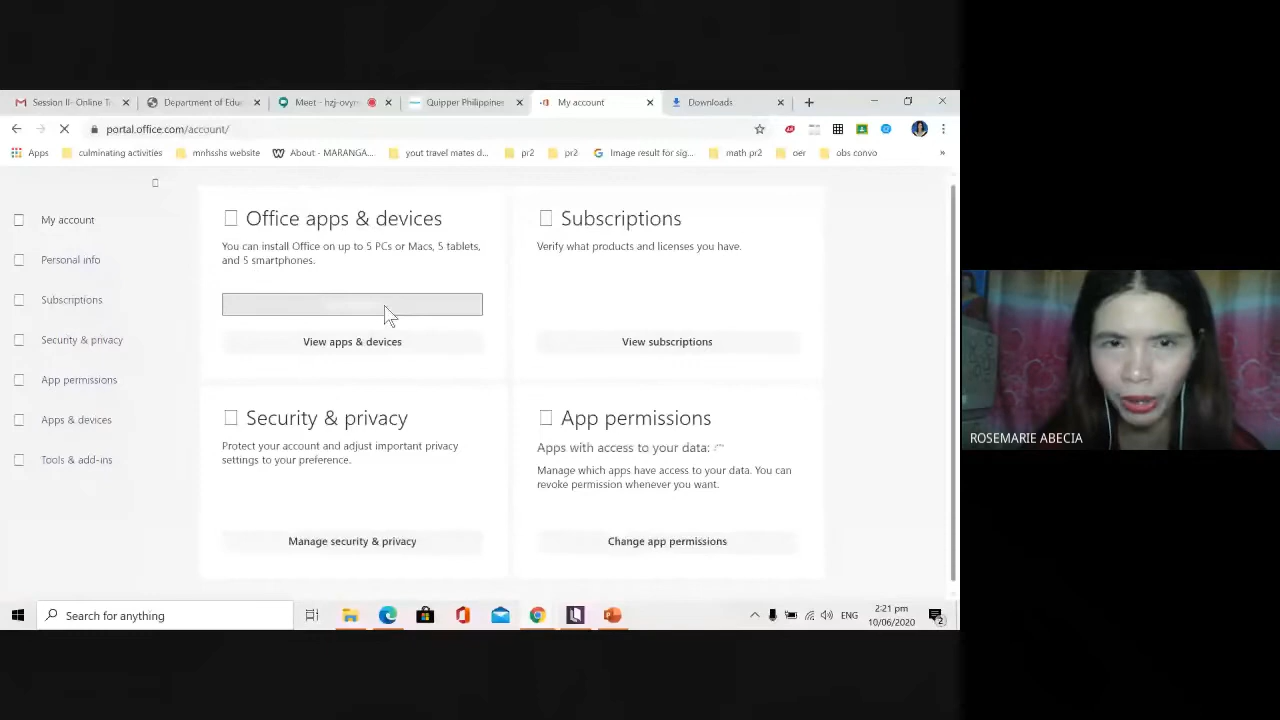 Session II- Online T
Department of Edu
Meet - hzj-ovyr
Quipper Philippines
My account
Downloads
portal.office.com/account/
Apps
culminating activities
mnhsshs website
About - MARANGA...
yout travel mates d...
pr2
pr2
Image result for sig...
math pr2
oer
obs convo
»
My account
Personal info
Subscriptions
Security & privacy
App permissions
Apps & devices
Tools & add-ins
Office apps & devices
You can install Office on up to 5 PCs or Macs, 5 tablets,
and 5 smartphones.
View apps & devices
Subscriptions
Verify what products and licenses you have.
View subscriptions
Security & privacy
Protect your account and adjust important privacy
settings to your preference.
Manage security & privacy
App permissions
Apps with access to your data:
Manage which apps have access to your data. You can
revoke permission whenever you want.
Change app permissions
ROSEMARIE ABECIA
Search for anything
ENG
2:21 pm
10/06/2020
2